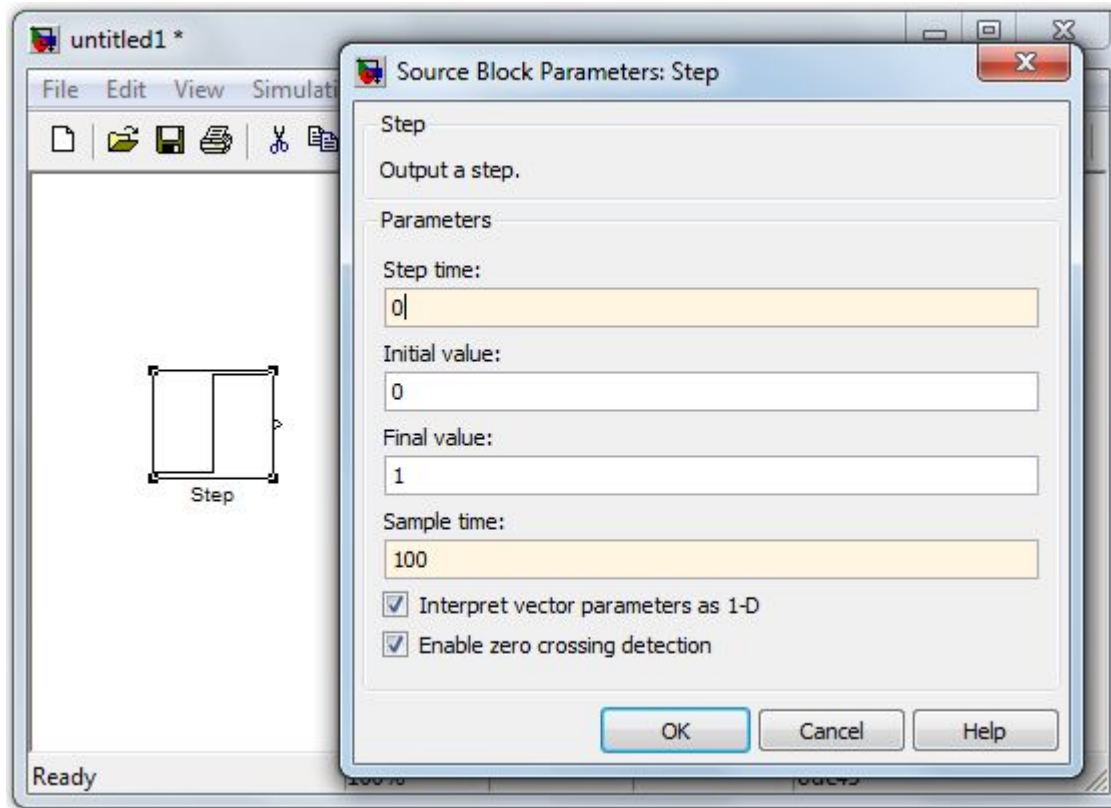 untitled1 *
File Edit View Simulati
Step
Ready
Source Block Parameters: Step
Step
Output a step.
Parameters
Step time:
0
Initial value:
0
Final value:
1
Sample time:
100
Interpret vector parameters as 1-D
Enable zero crossing detection
OK Cancel Help
100%
ode45